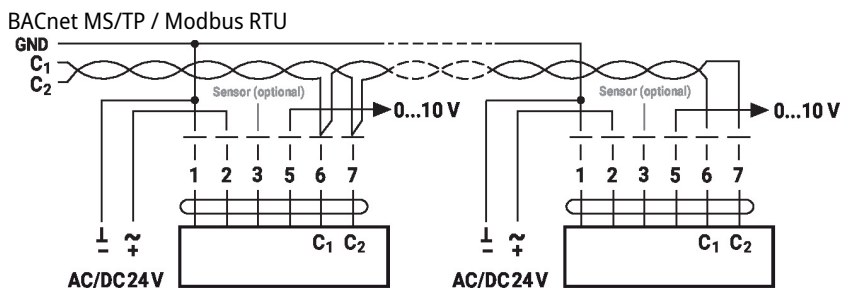 BACnet MS/TP / Modbus RTU
GND
C1
C2
Sensor (optional)
Sensor (optional)
0...10 V
0...10 V
1 2 3 5 6 7
1 2 3 5 6 7
⊥ ~
- +
C1 C2
⊥ ~
- +
C1 C2
AC/DC 24 V
AC/DC 24 V